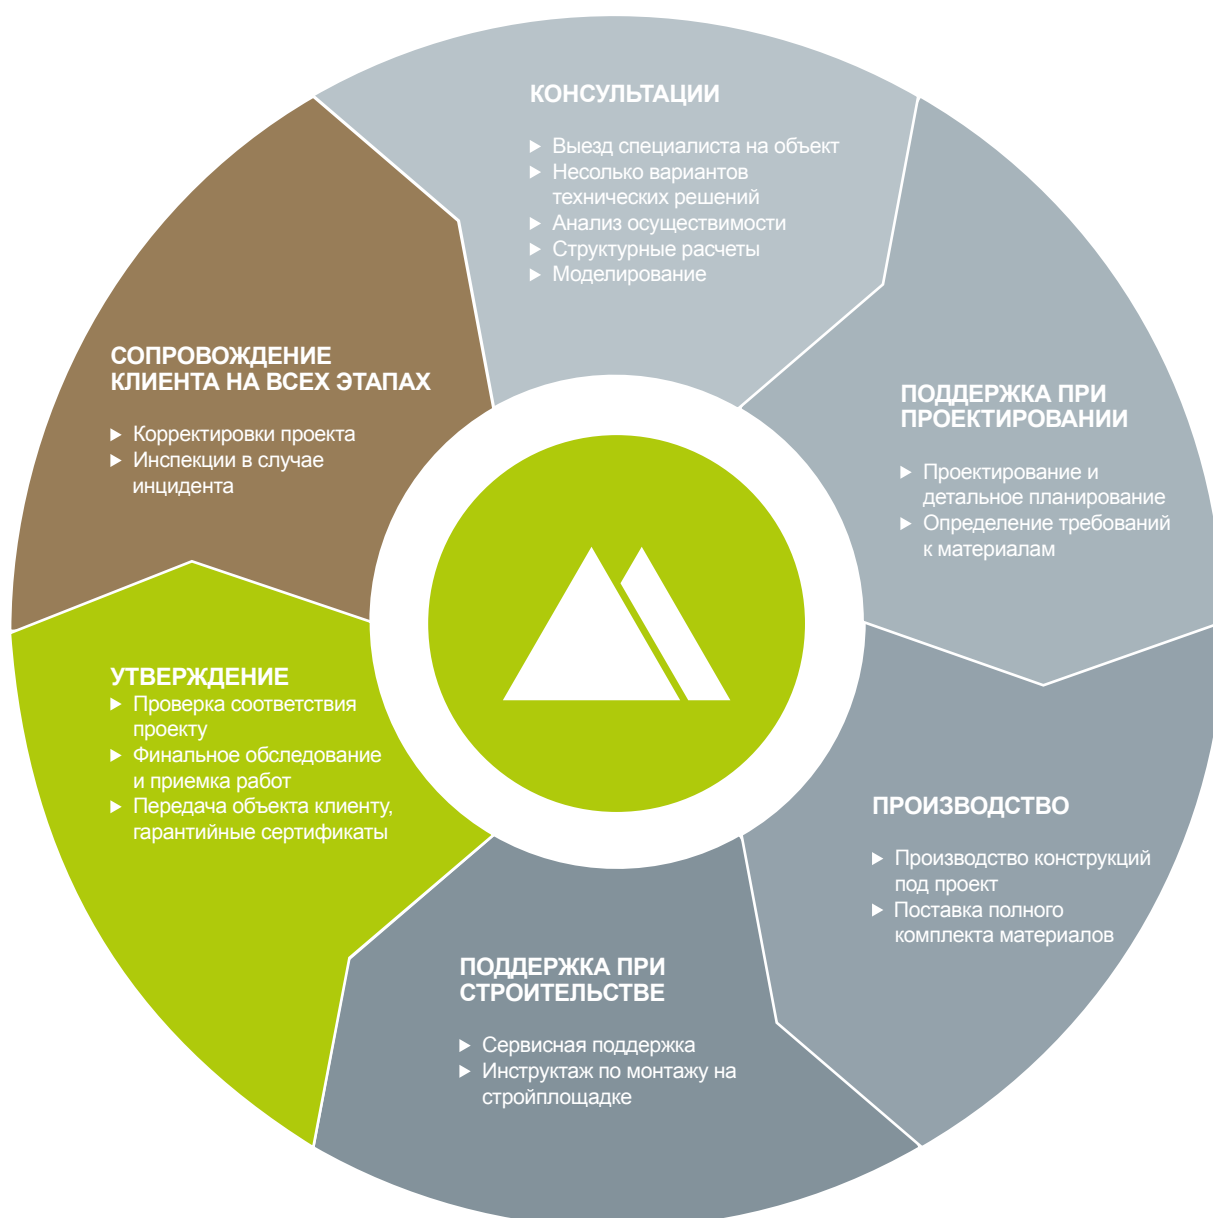 КОНСУЛЬТАЦИИ
Выезд специалиста на объект
Несолько вариантов
технических решений
Анализ осуществимости
Структурные расчеты
Моделирование
ПОДДЕРЖКА ПРИ
ПРОЕКТИРОВАНИИ
Проектирование и
детальное планирование
Определение требований
к материалам
ПРОИЗВОДСТВО
Производство конструкций
под проект
Поставка полного
комплекта материалов
ПОДДЕРЖКА ПРИ
СТРОИТЕЛЬСТВЕ
Сервисная поддержка
Инструктаж по монтажу на
стройплощадке
УТВЕРЖДЕНИЕ
Проверка соответствия
проекту
Финальное обследование
и приемка работ
Передача объекта клиенту,
гарантийные сертификаты
СОПРОВОЖДЕНИЕ
КЛИЕНТА НА ВСЕХ ЭТАПАХ
Корректировки проекта
Инспекции в случае
инцидента